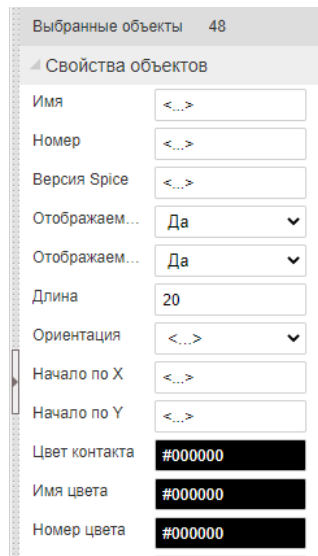 Выбранные объекты 48
Свойства объектов
Имя <...>
Номер <...>
Версия Spice <...>
Отображаем... Да
Отображаем... Да
Длина 20
Ориентация <...>
Начало по X <...>
Начало по Y <...>
Цвет контакта #000000
Имя цвета #000000
Номер цвета #000000